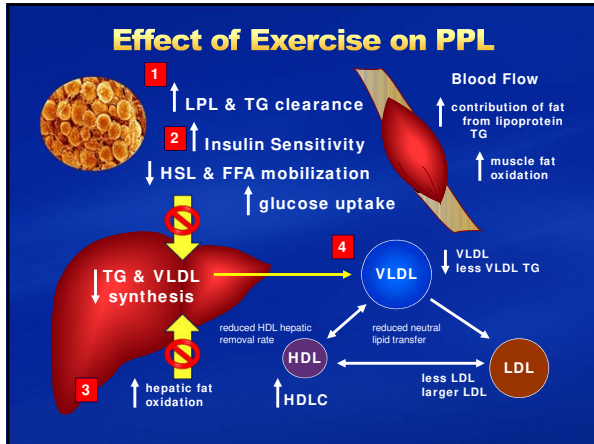 Effect of Exercise on PPL
1
LPL & TG clearance
2
Insulin Sensitivity
HSL & FFA mobilization
glucose uptake
Blood Flow
contribution of fat
from lipoprotein
TG
muscle fat
oxidation
TG & VLDL
synthesis
4
VLDL
VLDL
less VLDL TG
reduced HDL hepatic
removal rate
reduced neutral
lipid transfer
HDL
LDL
less LDL
larger LDL
HDLC
3
hepatic fat
oxidation